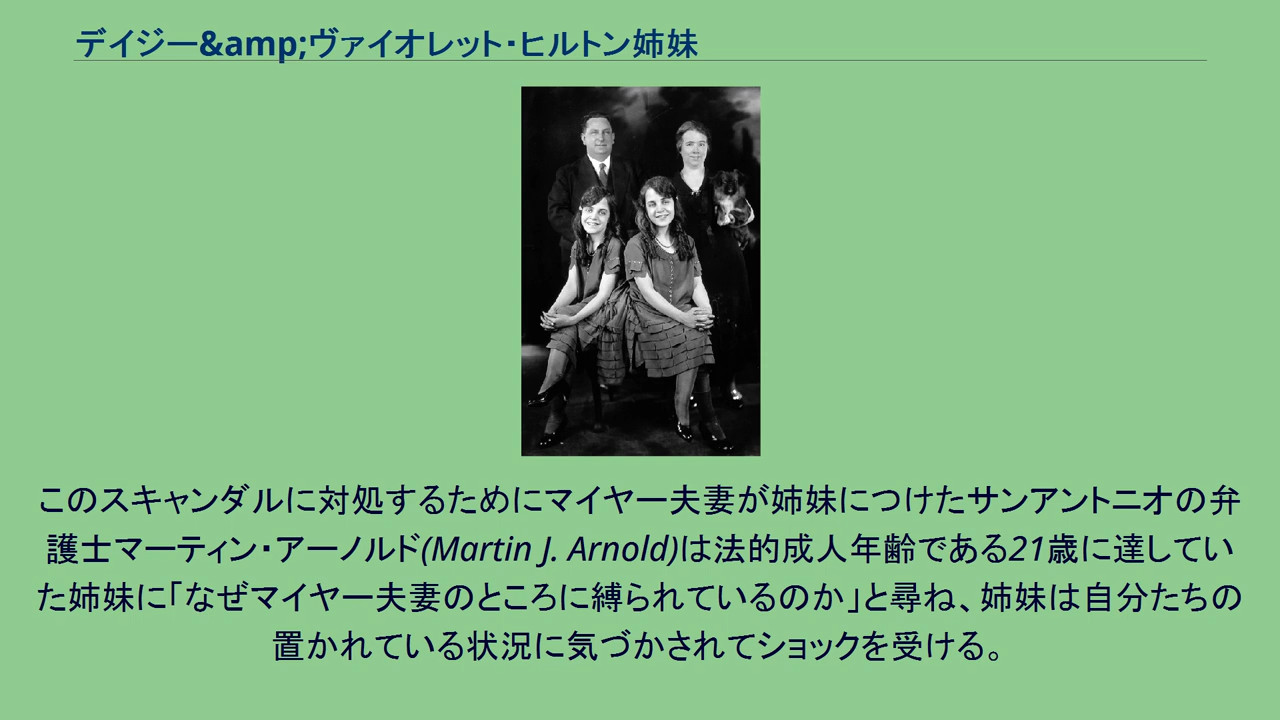 デイジー&amp;ヴァイオレット・ヒルトン姉妹
このスキャンダルに対処するためにマイヤー夫妻が姉妹につけたサンアントニオの弁
護士マーティン・アーノルド(Martin J. Arnold)は法的成人年齢である21歳に達してい
た姉妹に「なぜマイヤー夫妻のところに縛られているのか」と尋ね、姉妹は自分たちの
置かれている状況に気づかされてショックを受ける。